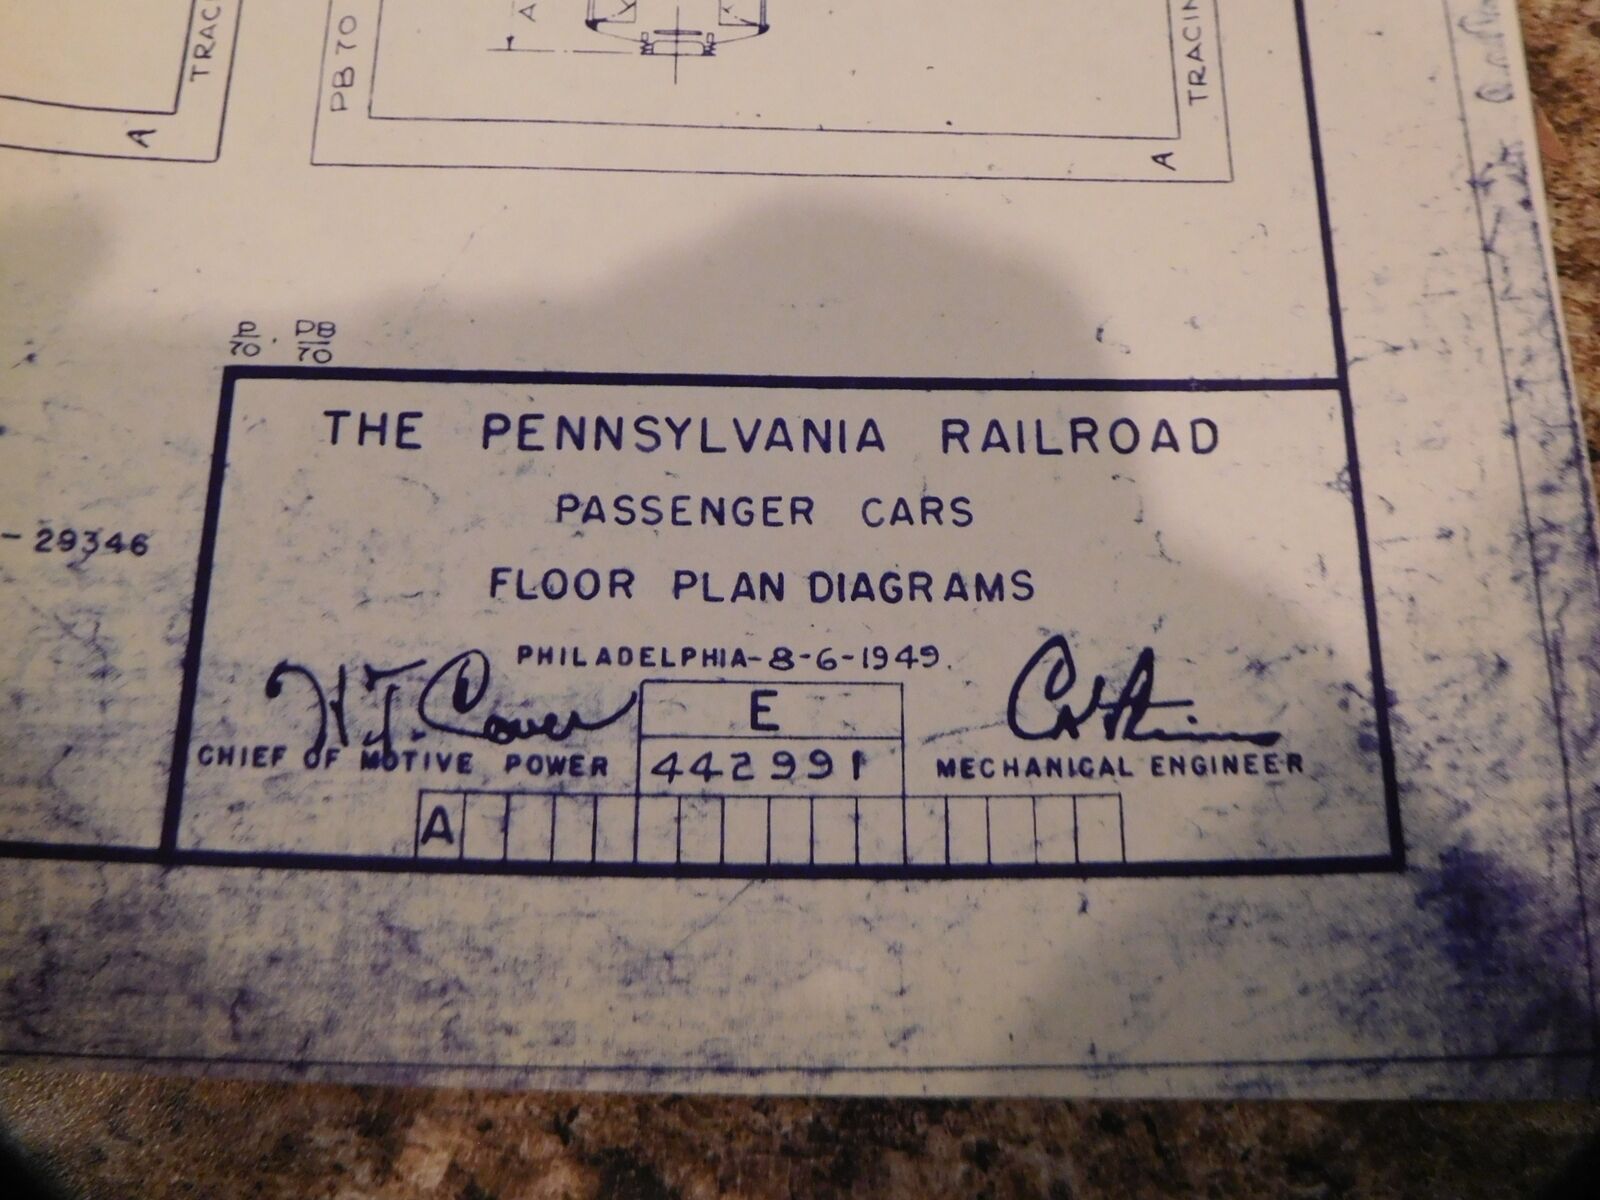 TRAC
PB 70
A
TRACIN
A
A
P
70
PB
70
THE PENNSYLVANIA RAILROAD
PASSENGER CARS
- 29346
FLOOR PLAN DIAGRAMS
PHILADELPHIA-8-6-1949.
H.T. Cover
E
CHIEF OF MOTIVE POWER
442991
MECHANICAL ENGINEER
A